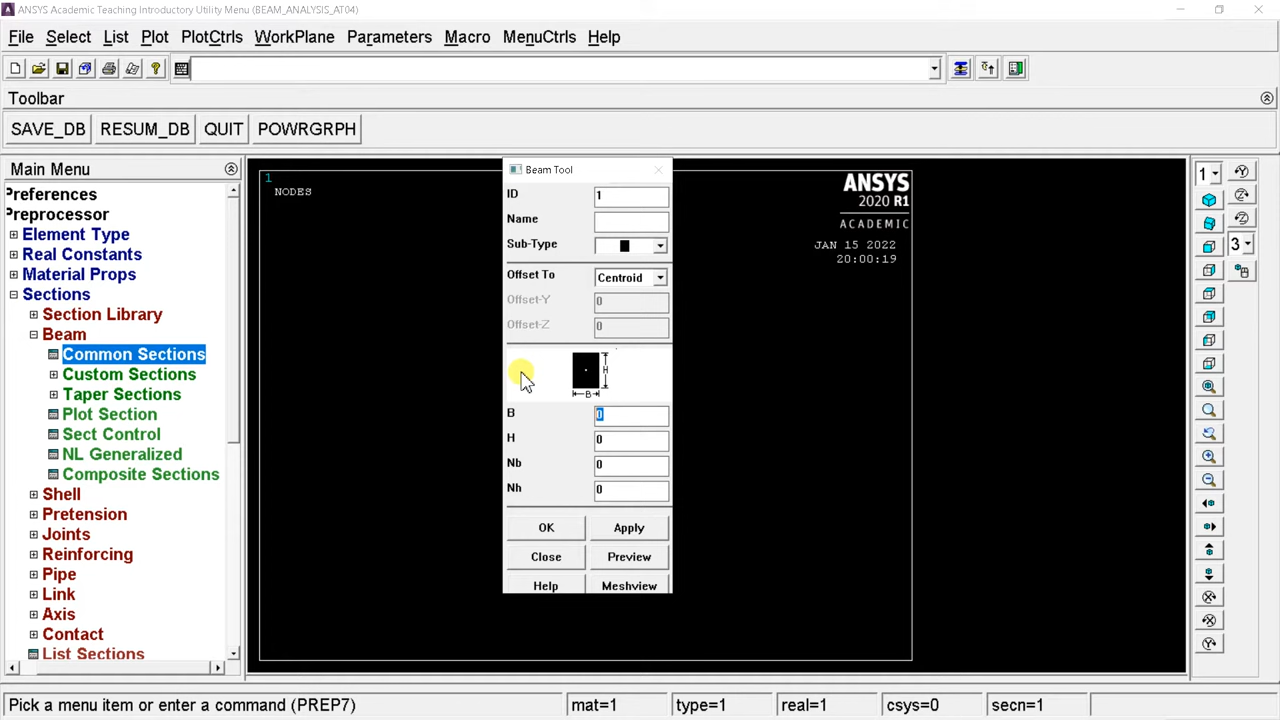 ANSYS Academic Teaching Introductory Utility Menu (BEAM_ANALYSIS_AT04)
File Select List Plot PlotCtrls WorkPlane Parameters Macro MenuCtrls Help
Toolbar
SAVE_DB RESUM_DB QUIT POWRGRPH
Main Menu
Preferences
Preprocessor
Element Type
Real Constants
Material Props
Sections
Section Library
Beam
Common Sections
Custom Sections
Taper Sections
Plot Section
Sect Control
NL Generalized
Composite Sections
Shell
Pretension
Joints
Reinforcing
Pipe
Link
Axis
Contact
List Sections
1
NODES
Beam Tool
ID 1
Name
Sub-Type
Offset To Centroid
Offset-Y 0
Offset-Z 0
H
B
B 0
H 0
Nb 0
Nh 0
OK Apply
Close Preview
Help Meshview
ANSYS
2020 R1
ACADEMIC
JAN 15 2022
20:00:19
1
3
Pick a menu item or enter a command (PREP7) mat=1 type=1 real=1 csys=0 secn=1